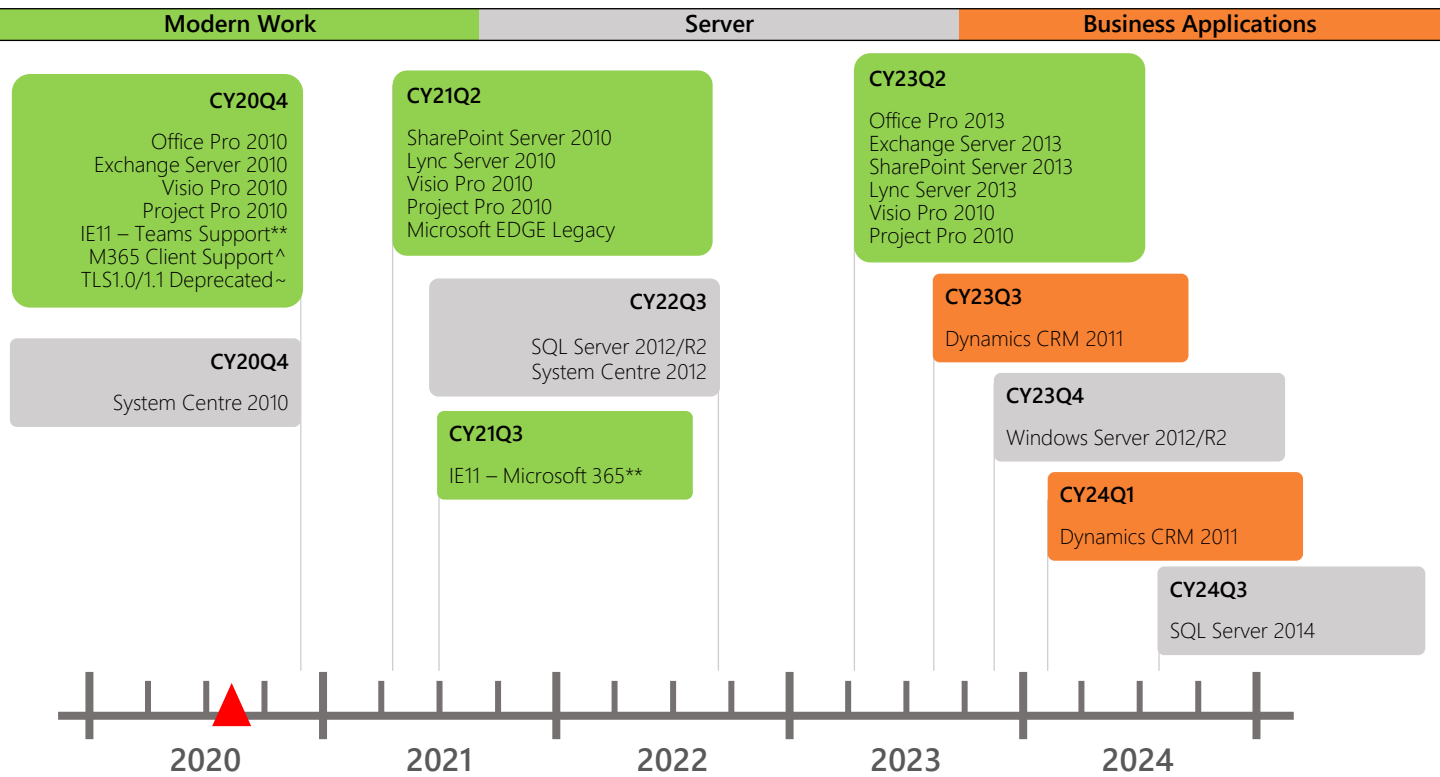 Modern Work
Server
Business Applications
CY20Q4
Office Pro 2010
Exchange Server 2010
Visio Pro 2010
Project Pro 2010
IE11 – Teams Support**
M365 Client Support^
TLS1.0/1.1 Deprecated~
CY20Q4
System Centre 2010
CY21Q2
SharePoint Server 2010
Lync Server 2010
Visio Pro 2010
Project Pro 2010
Microsoft EDGE Legacy
CY22Q3
SQL Server 2012/R2
System Centre 2012
CY21Q3
IE11 – Microsoft 365**
CY23Q2
Office Pro 2013
Exchange Server 2013
SharePoint Server 2013
Lync Server 2013
Visio Pro 2010
Project Pro 2010
CY23Q3
Dynamics CRM 2011
CY23Q4
Windows Server 2012/R2
CY24Q1
Dynamics CRM 2011
CY24Q3
SQL Server 2014
2020
2021
2022
2023
2024